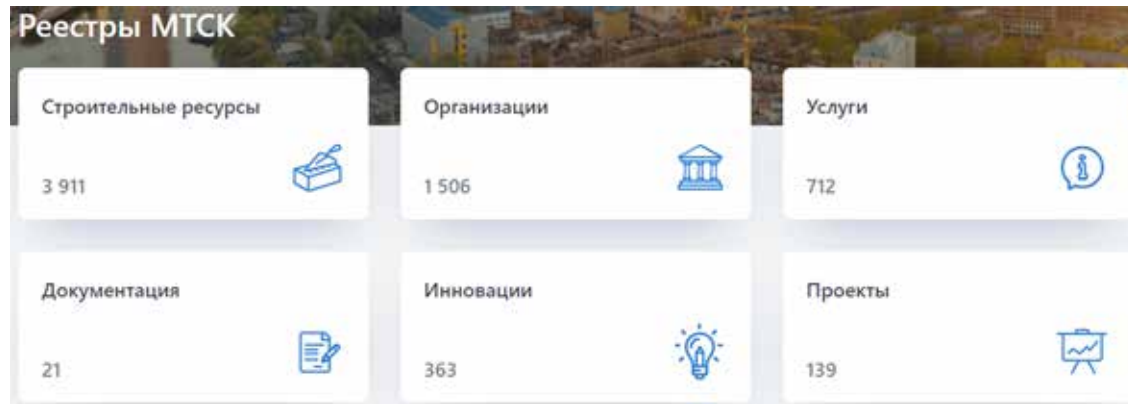 Реестры МТСК
Строительные ресурсы
Организации
Услуги
3 911
1 506
712
Документация
Инновации
Проекты
21
363
139